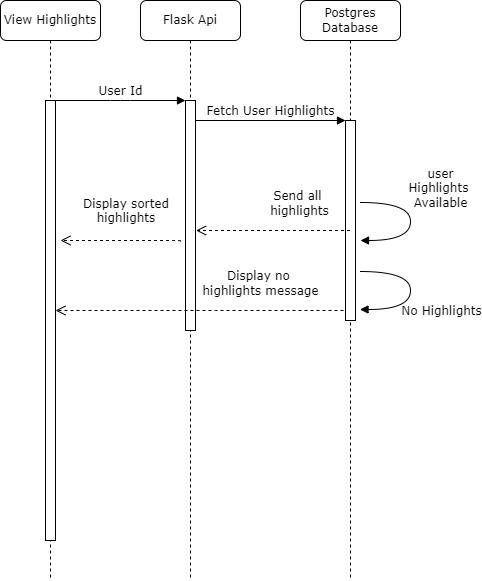 View Highlights
Flask Api
Postgres
Database
User Id
Fetch User Highlights
user
Highlights
Available
Send all
highlights
Display sorted
highlights
Display no
highlights message
No Highlights